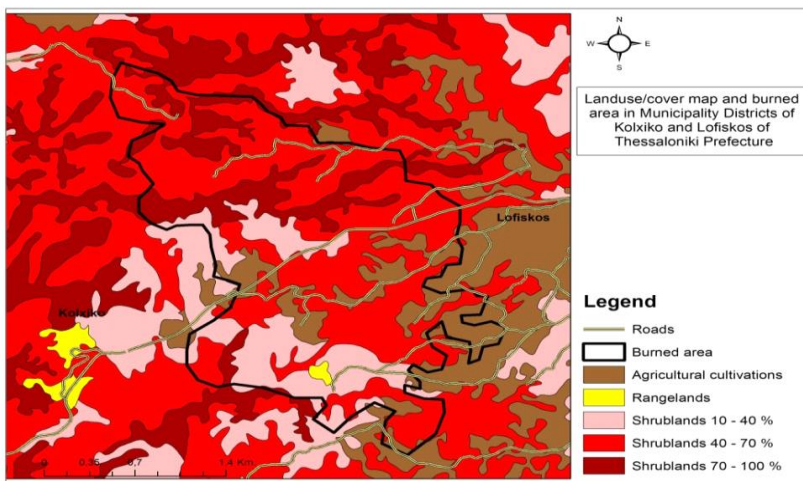 N
W E
S
Landuse/cover map and burned
area in Municipality Districts of
Kolxiko and Lofiskos of
Thessaloniki Prefecture
Lofiskos
Kolxiko
Legend
Roads
Burned area
Agricultural cultivations
Rangelands
Shrublands 10 - 40 %
Shrublands 40 - 70 %
Shrublands 70 - 100 %
0 0.35 0.7 1.4 Km